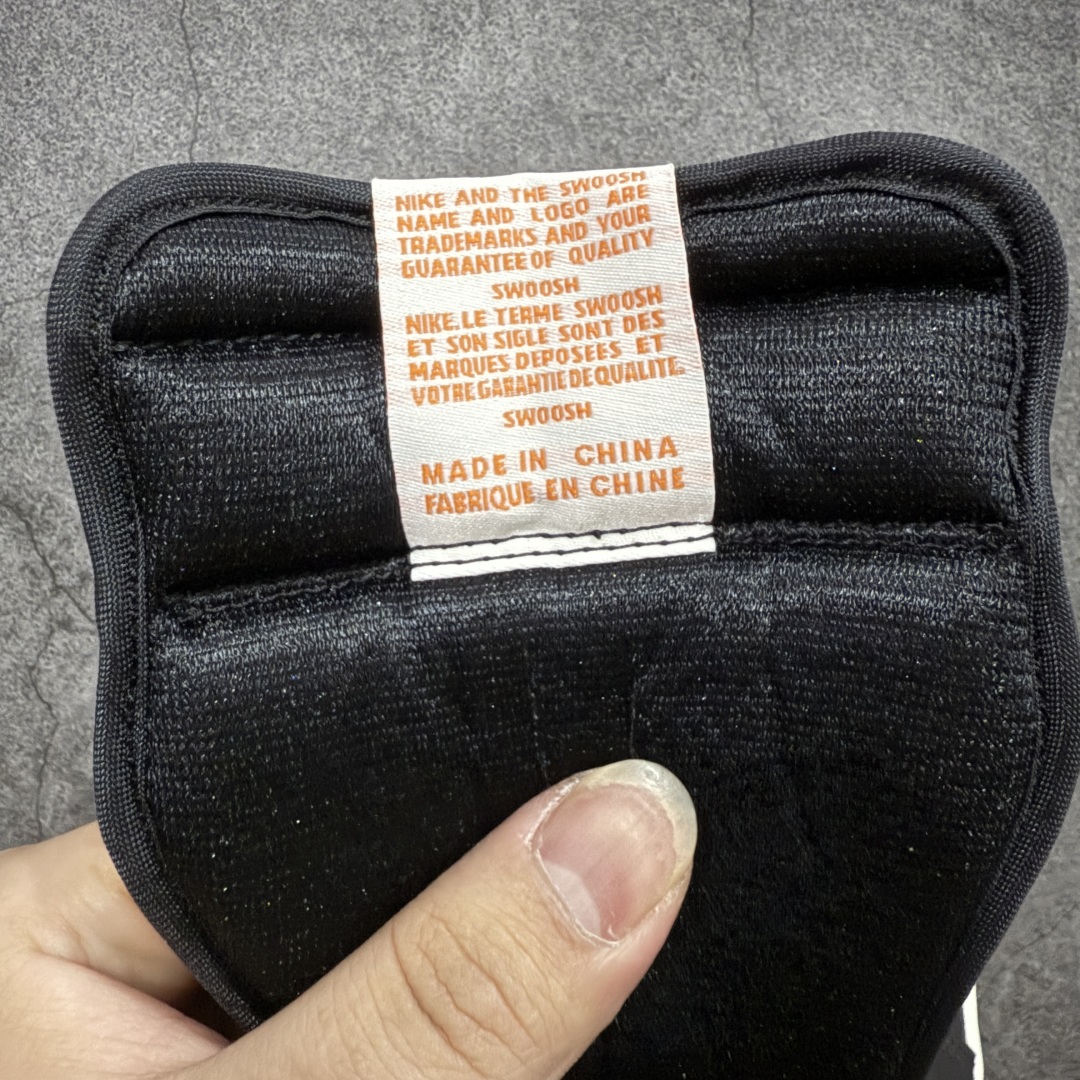 NIKE AND THE SWOOSH
NAME AND LOGO ARE
TRADEMARKS AND YOUR
GUARANTEE OF QUALITY
SWOOSH
NIKE.LE TERME SWOOSH
ET SON SIGLE SONT DES
MARQUES DEPOSEES ET
VOTRE GARANTIE DE QUALITE.
SWOOSH
MADE IN CHINA
FABRIQUE EN CHINE